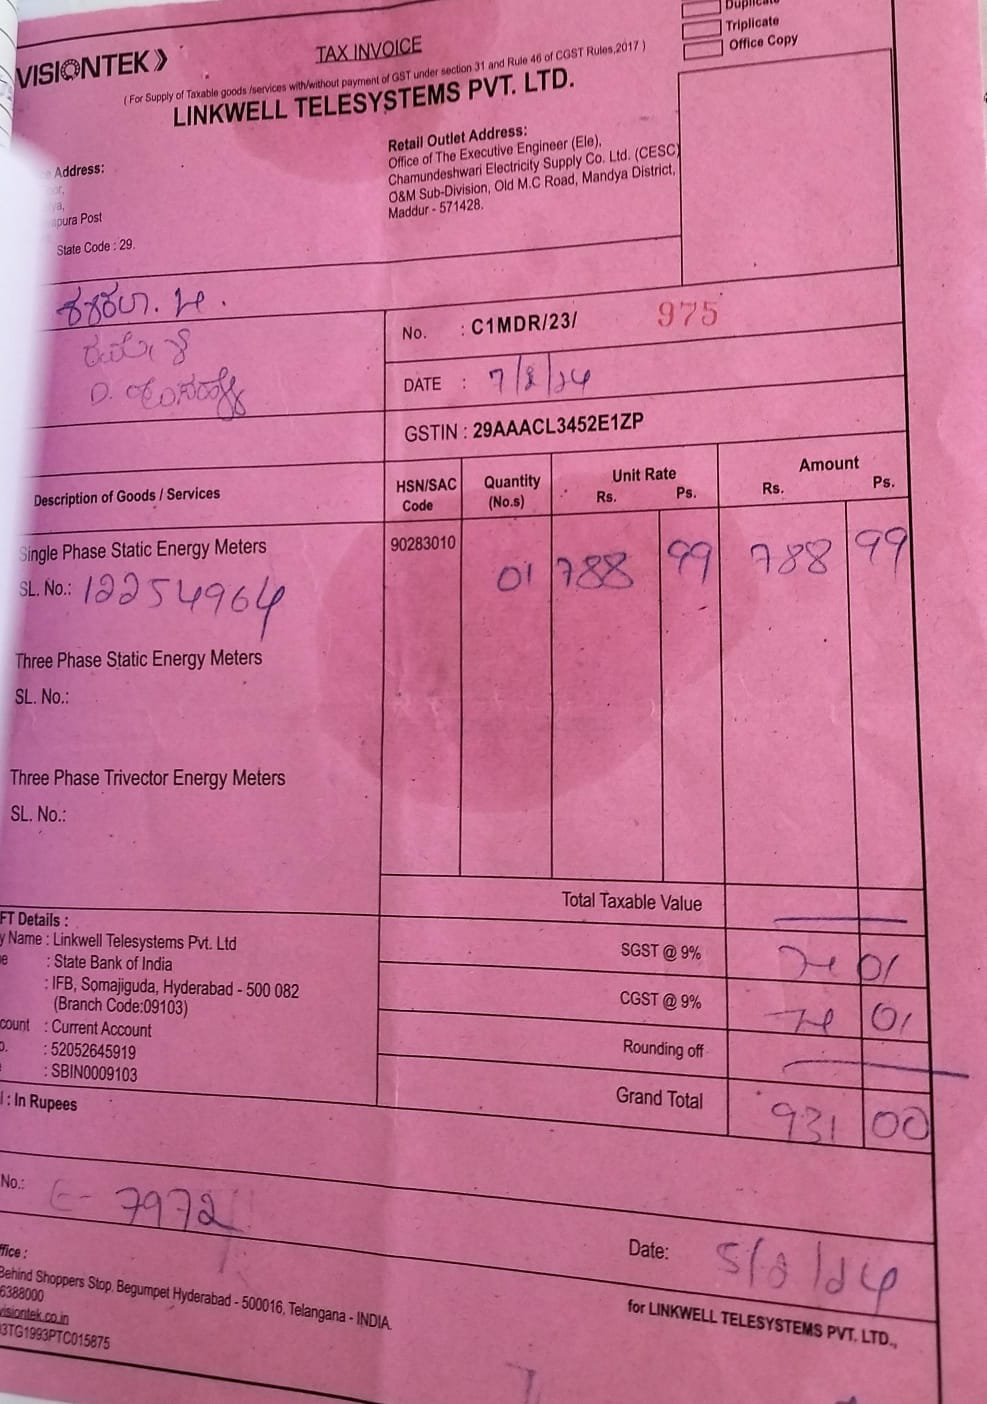 Duplicate
Triplicate
Office Copy
VISIONTEK
TAX INVOICE
( For Supply of Taxable goods /services with/without payment of GST under section 31 and Rule 46 of CGST Rules,2017 )
LINKWELL TELESYSTEMS PVT. LTD.
Address:
pura Post
State Code : 29.
Retail Outlet Address:
Office of The Executive Engineer (Ele),
Chamundeshwari Electricity Supply Co. Ltd. (CESC)
O&M Sub-Division, Old M.C Road, Mandya District,
Maddur - 571428.
No. : C1MDR/23/ 975
DATE : 7/2/24
GSTIN : 29AAACL3452E1ZP
Description of Goods / Services HSN/SAC Code Quantity (No.s) Unit Rate Rs. Ps. Amount Rs. Ps.
Single Phase Static Energy Meters 90283010 01 788 99 788 99
SL. No.: 12254964
Three Phase Static Energy Meters
SL. No.:
Three Phase Trivector Energy Meters
SL. No.:
Total Taxable Value
SGST @ 9% 71 01
CGST @ 9% 71 01
Rounding off
Grand Total 931 00
FT Details :
y Name : Linkwell Telesystems Pvt. Ltd
e : State Bank of India
: IFB, Somajiguda, Hyderabad - 500 082
(Branch Code:09103)
count : Current Account
o. : 52052645919
: SBIN0009103
: In Rupees
No.: E- 7972
Date: 5/2/24
ffice :
Behind Shoppers Stop, Begumpet Hyderabad - 500016, Telangana - INDIA.
6388000
visiontek.co.in
3TG1993PTC015875
for LINKWELL TELESYSTEMS PVT. LTD.,